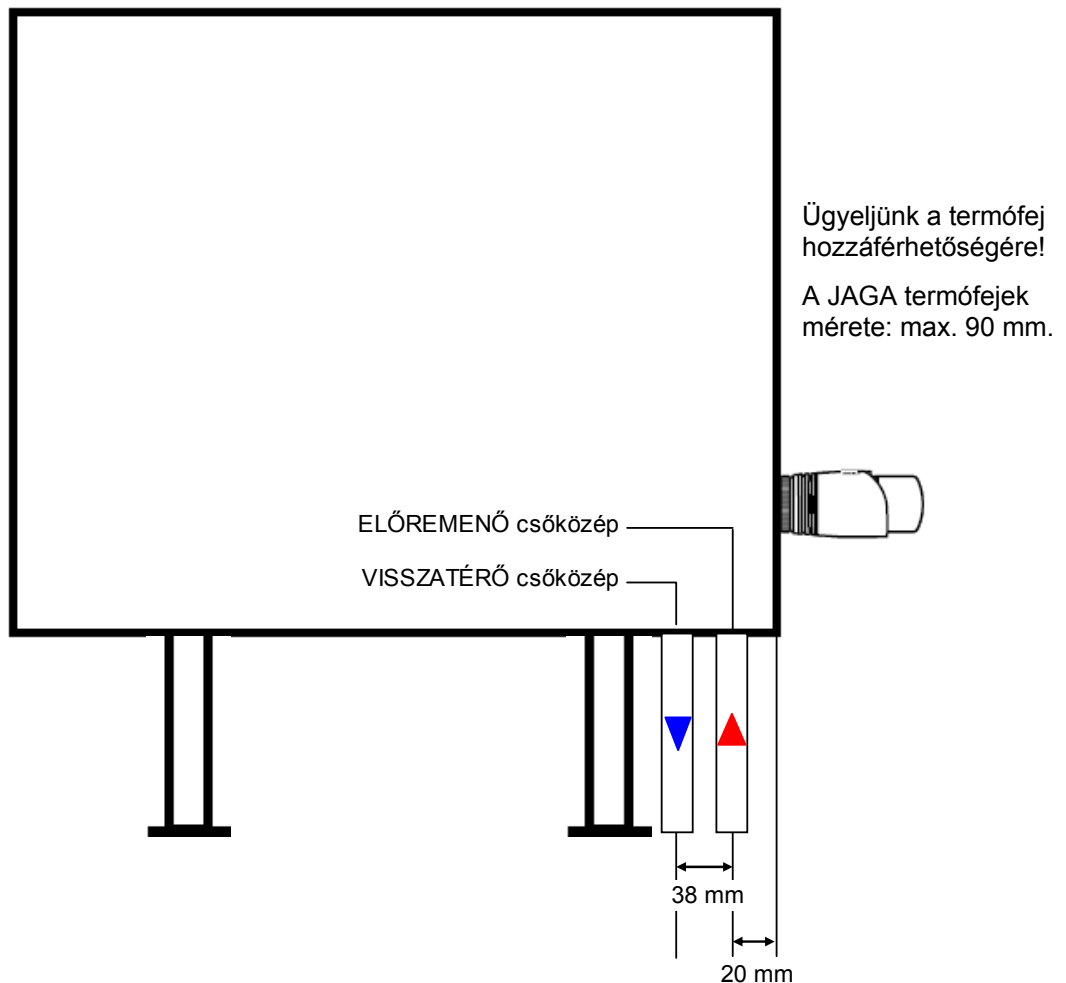 Ügyeljünk a termófej
hozzáférhetőségére!
A JAGA termófejek
mérete: max. 90 mm.
ELŐREMENŐ csőközép
VISSZATÉRŐ csőközép
38 mm
20 mm